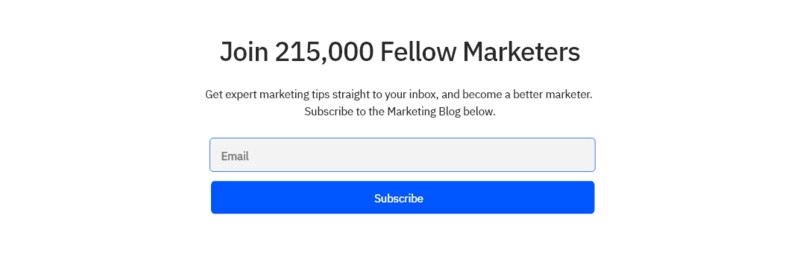 Join 215,000 Fellow Marketers
Get expert marketing tips straight to your inbox, and become a better marketer.
Subscribe to the Marketing Blog below.
Email
Subscribe